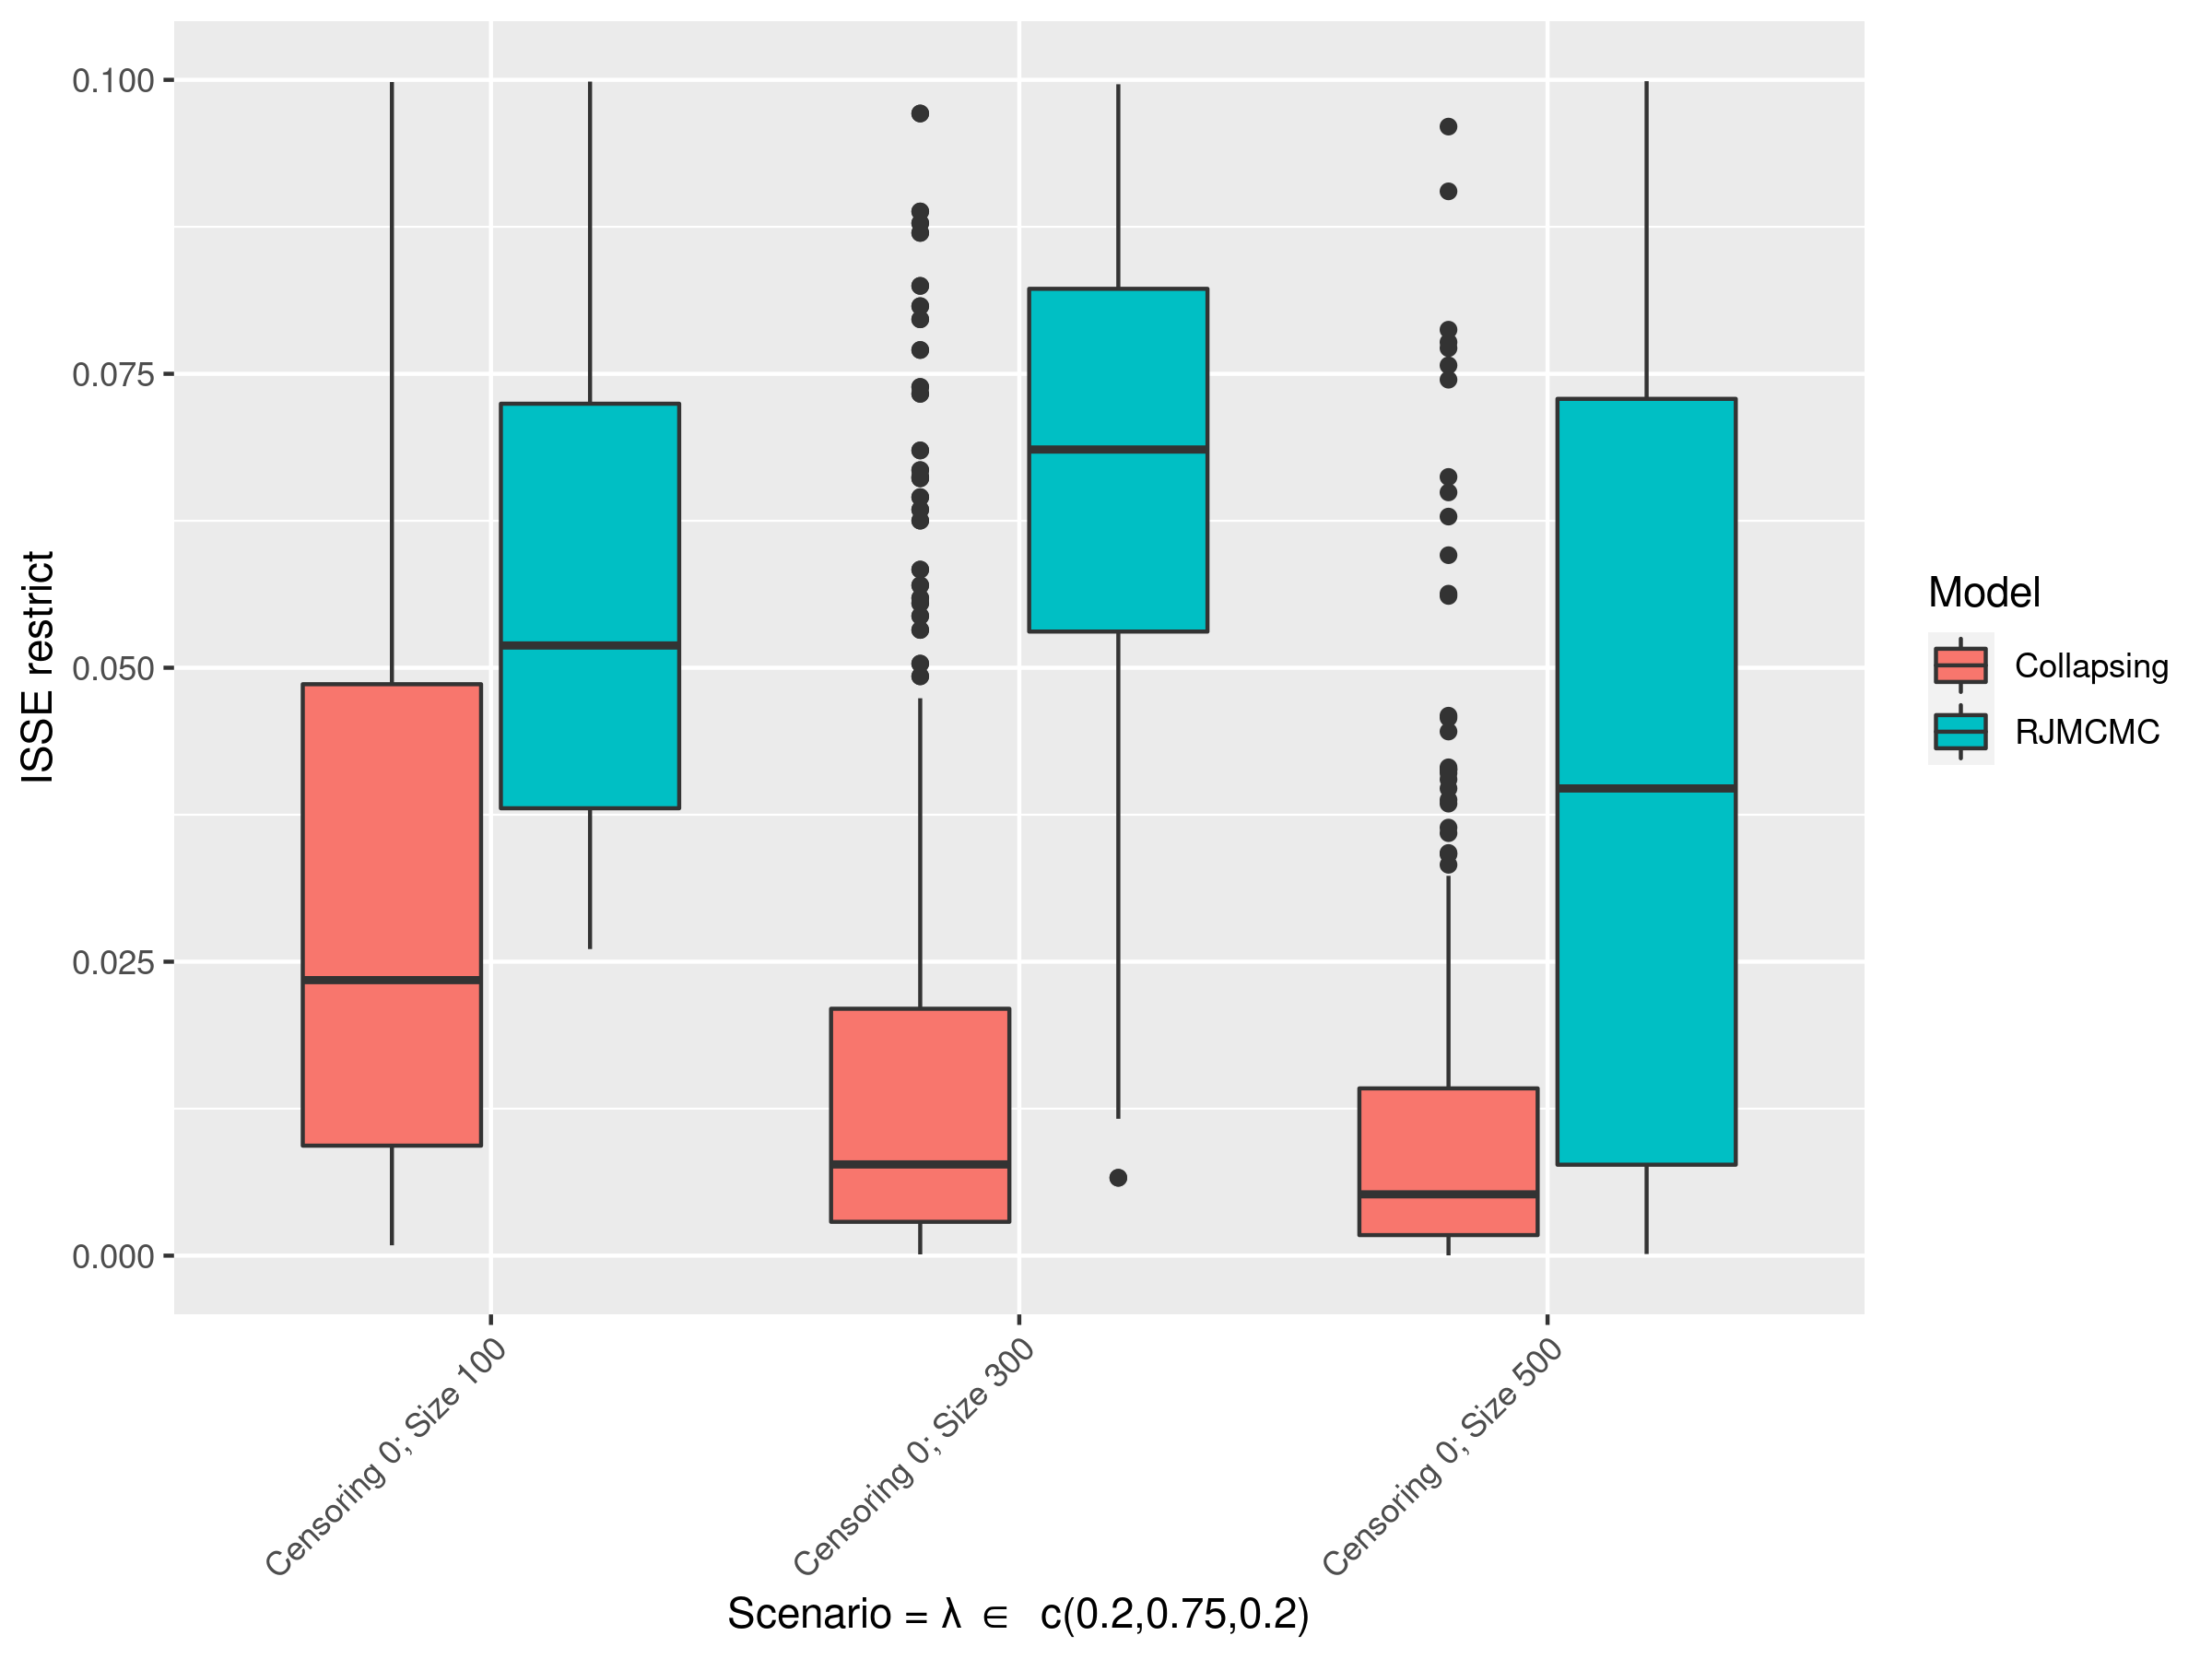 0.100
0.075
0.050
0.025
0.000
ISSE restrict
Censoring 0; Size 100
Censoring 0; Size 300
Censoring 0; Size 500
Scenario = λ ∈ c(0.2,0.75,0.2)
Model
Collapsing
RJMCMC